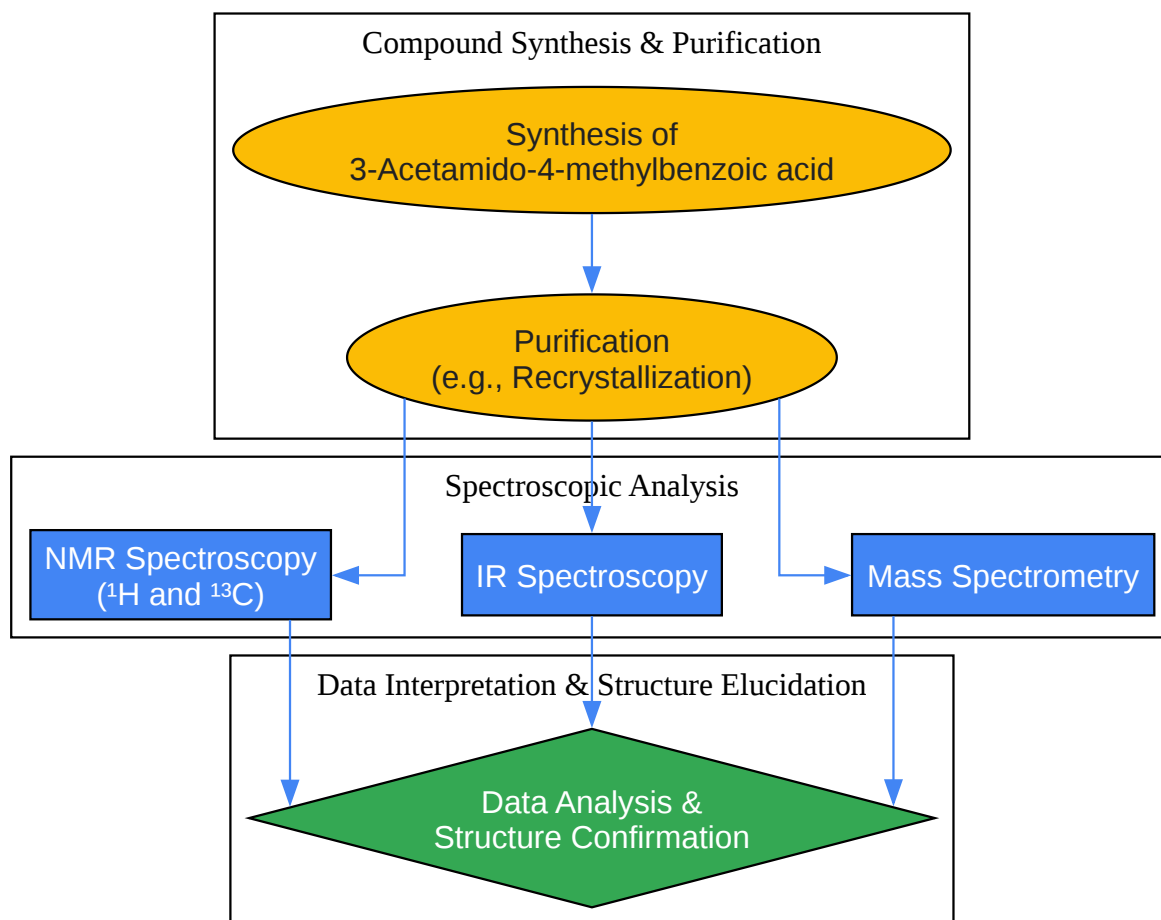 Compound Synthesis & Purification
Synthesis of
3-Acetamido-4-methylbenzoic acid
Purification
(e.g., Recrystallization)
Spectroscopic Analysis
NMR Spectroscopy
(¹H and ¹³C)
IR Spectroscopy
Mass Spectrometry
Data Interpretation & Structure Elucidation
Data Analysis &
Structure Confirmation